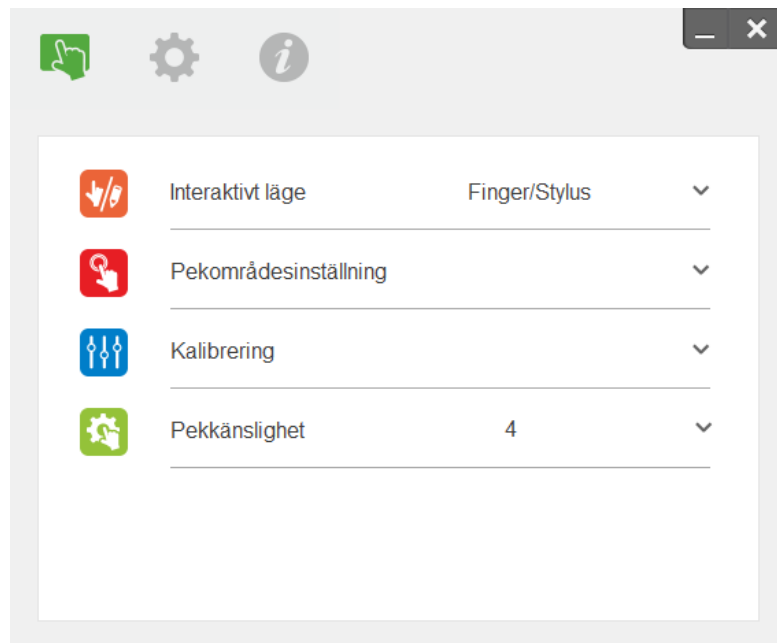 Interaktivt läge Finger/Stylus
Pekområdesinställning
Kalibrering
Pekkänslighet 4